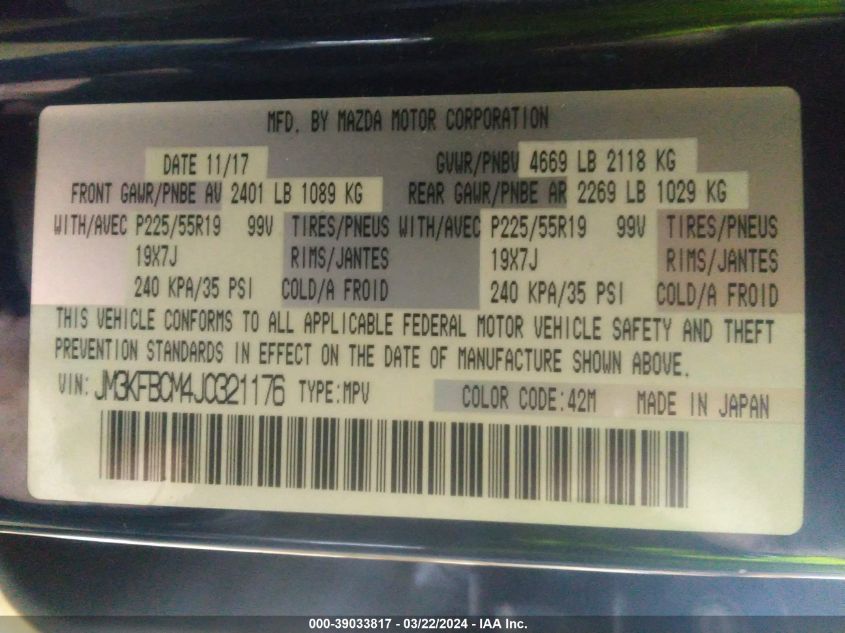 MFD. BY MAZDA MOTOR CORPORATION
DATE 11/17 GVWR/PNBV 4669 LB 2118 KG
FRONT GAWR/PNBE AV 2401 LB 1089 KG REAR GAWR/PNBE AR 2269 LB 1029 KG
WITH/AVEC P225/55R19 99V TIRES/PNEUS WITH/AVEC P225/55R19 99V TIRES/PNEUS
19X7J RIMS/JANTES 19X7J RIMS/JANTES
240 KPA/35 PSI COLD/A FROID 240 KPA/35 PSI COLD/A FROID
THIS VEHICLE CONFORMS TO ALL APPLICABLE FEDERAL MOTOR VEHICLE SAFETY AND THEFT
PREVENTION STANDARDS IN EFFECT ON THE DATE OF MANUFACTURE SHOWN ABOVE.
VIN: JM3KFBCM4J0321176 TYPE:MPV COLOR CODE:42M MADE IN JAPAN
000-39033817 - 03/22/2024 - IAA Inc.